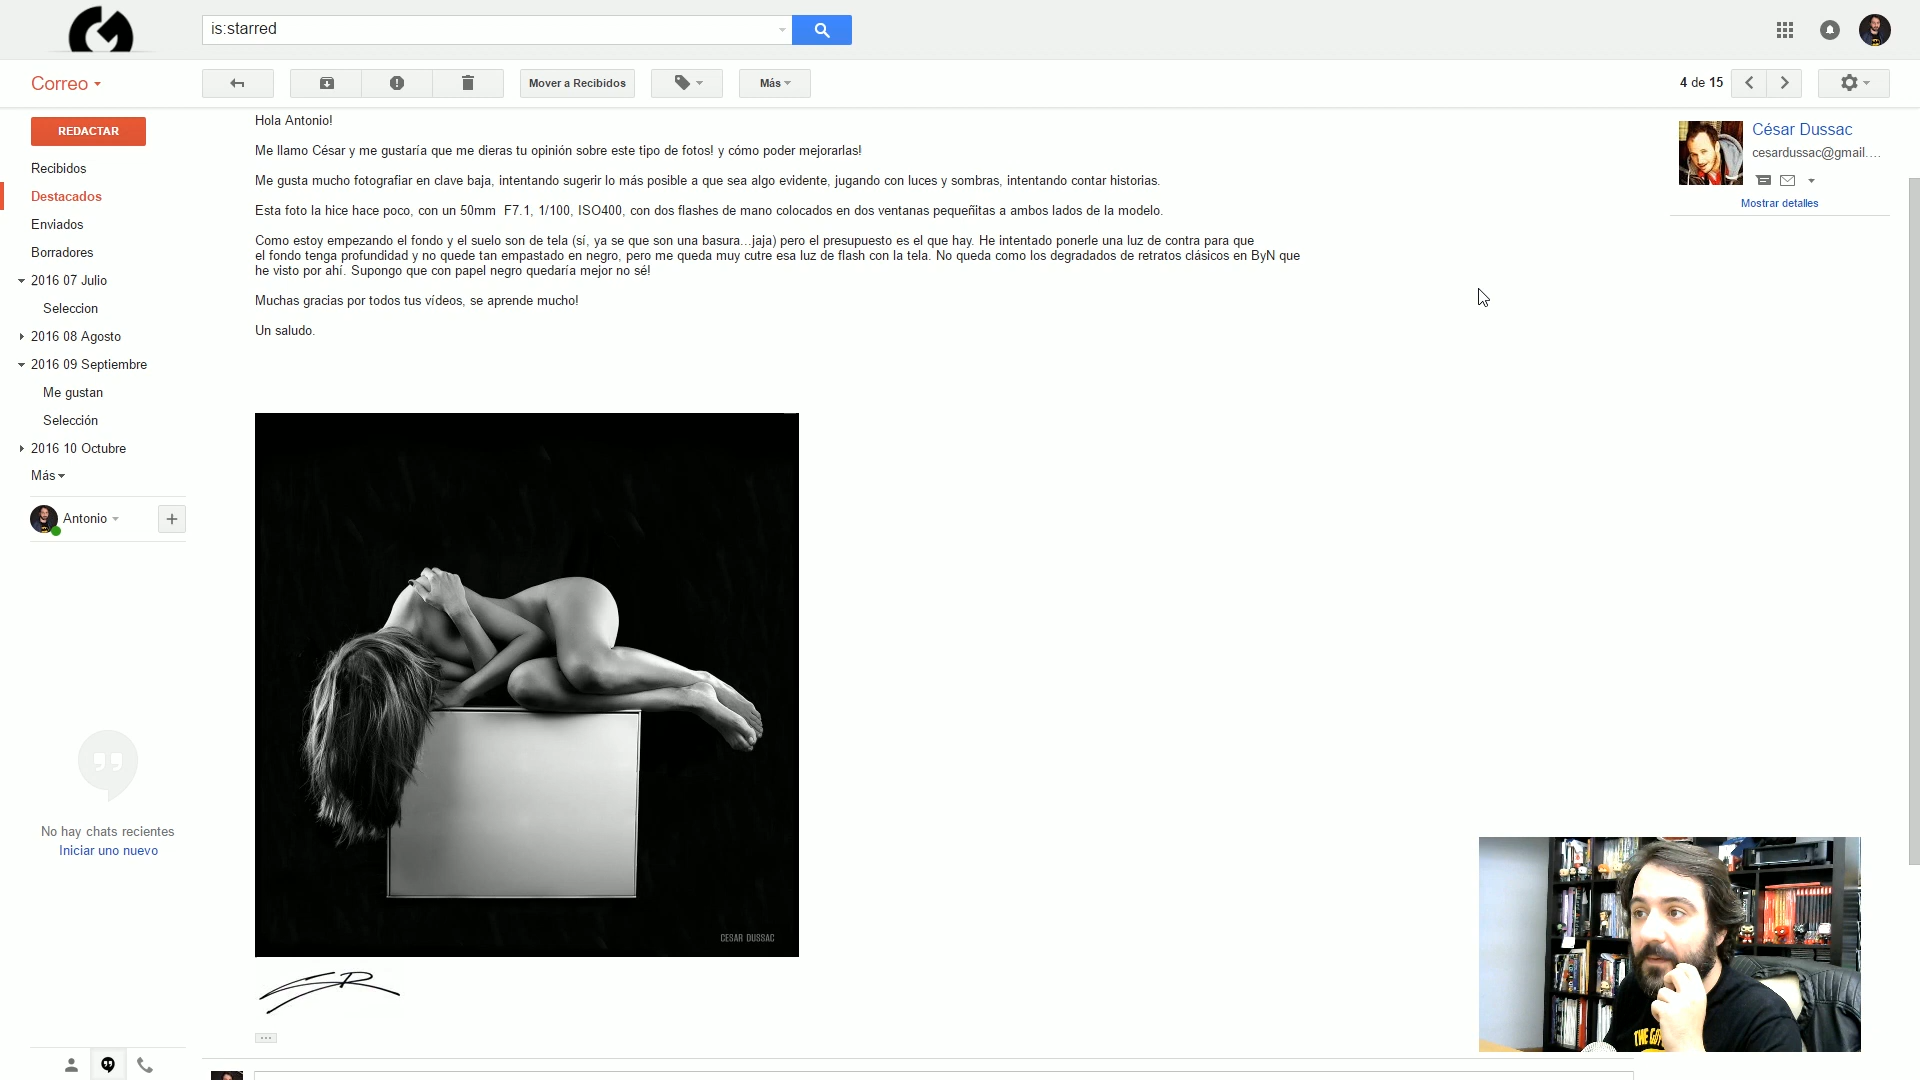 is:starred
Correo
Mover a Recibidos
Más
4 de 15
REDACTAR
Recibidos
Destacados
Enviados
Borradores
2016 07 Julio
Seleccion
2016 08 Agosto
2016 09 Septiembre
Me gustan
Selección
2016 10 Octubre
Más
Antonio
No hay chats recientes
Iniciar uno nuevo
Hola Antonio!
Me llamo César y me gustaría que me dieras tu opinión sobre este tipo de fotos! y cómo poder mejorarlas!
Me gusta mucho fotografiar en clave baja, intentando sugerir lo más posible a que sea algo evidente, jugando con luces y sombras, intentando contar historias.
Esta foto la hice hace poco, con un 50mm F7.1, 1/100, ISO400, con dos flashes de mano colocados en dos ventanas pequeñitas a ambos lados de la modelo.
Como estoy empezando el fondo y el suelo son de tela (sí, ya se que son una basura...jaja) pero el presupuesto es el que hay. He intentado ponerle una luz de contra para que
el fondo tenga profundidad y no quede tan empastado en negro, pero me queda muy cutre esa luz de flash con la tela. No queda como los degradados de retratos clásicos en ByN que
he visto por ahí. Supongo que con papel negro quedaría mejor no sé!
Muchas gracias por todos tus vídeos, se aprende mucho!
Un saludo.
CESAR DUSSAC
César Dussac
cesardussac@gmail....
Mostrar detalles